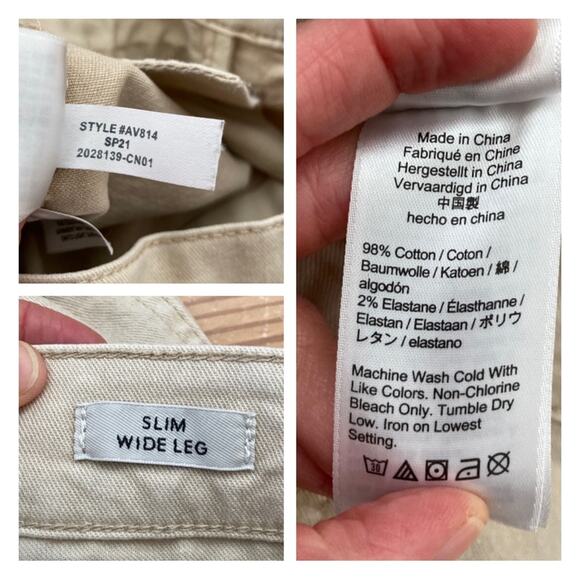 STYLE #AV814
SP21
2028139-CN01
SLIM
WIDE LEG
Made in China
Fabriqué en Chine
Hergestellt in China
Vervaardigd in China
中国製
hecho en china
98% Cotton / Coton /
Baumwolle / Katoen / 綿 /
algodón
2% Elastane / Élasthanne /
Elastan / Elastaan / ポリウ
レタン / elastano
Machine Wash Cold With
Like Colors. Non-Chlorine
Bleach Only. Tumble Dry
Low. Iron on Lowest
Setting.
30